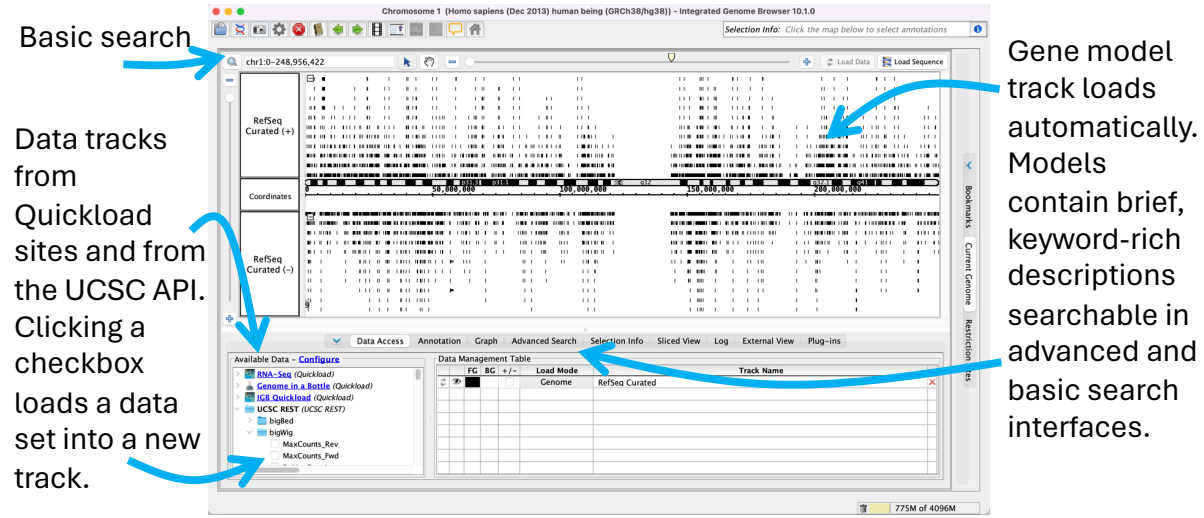 Chromosome 1 (Homo sapiens (Dec 2013) human being (GRCh38/hg38)) - Integrated Genome Browser 10.1.0
Selection Info: Click the map below to select annotations
Basic search
chr1:0-248,956,422
Load Data
Load Sequence
RefSeq
Curated (+)
Coordinates
0
50,000,000
100,000,000
150,000,000
200,000,000
q12
RefSeq
Curated (-)
9
Bookmarks
Current Genome
Data tracks
from
Quickload
sites and from
the UCSC API.
Clicking a
checkbox
loads a data
set into a new
track.
Gene model
track loads
automatically.
Models
contain brief,
keyword-rich
descriptions
searchable in
advanced and
basic search
interfaces.
Data Access Annotation Graph Advanced Search Selection Info Sliced View Log External View Plug-ins
Available Data - Configure
RNA-Seq (Quickload)
Genome in a Bottle (Quickload)
IGB Quickload (Quickload)
UCSC REST (UCSC REST)
bigBed
bigWig
MaxCounts_Rev
MaxCounts_Fwd
Data Management Table
FG BG +/- Load Mode Track Name
Genome RefSeq Curated
775M of 4096M